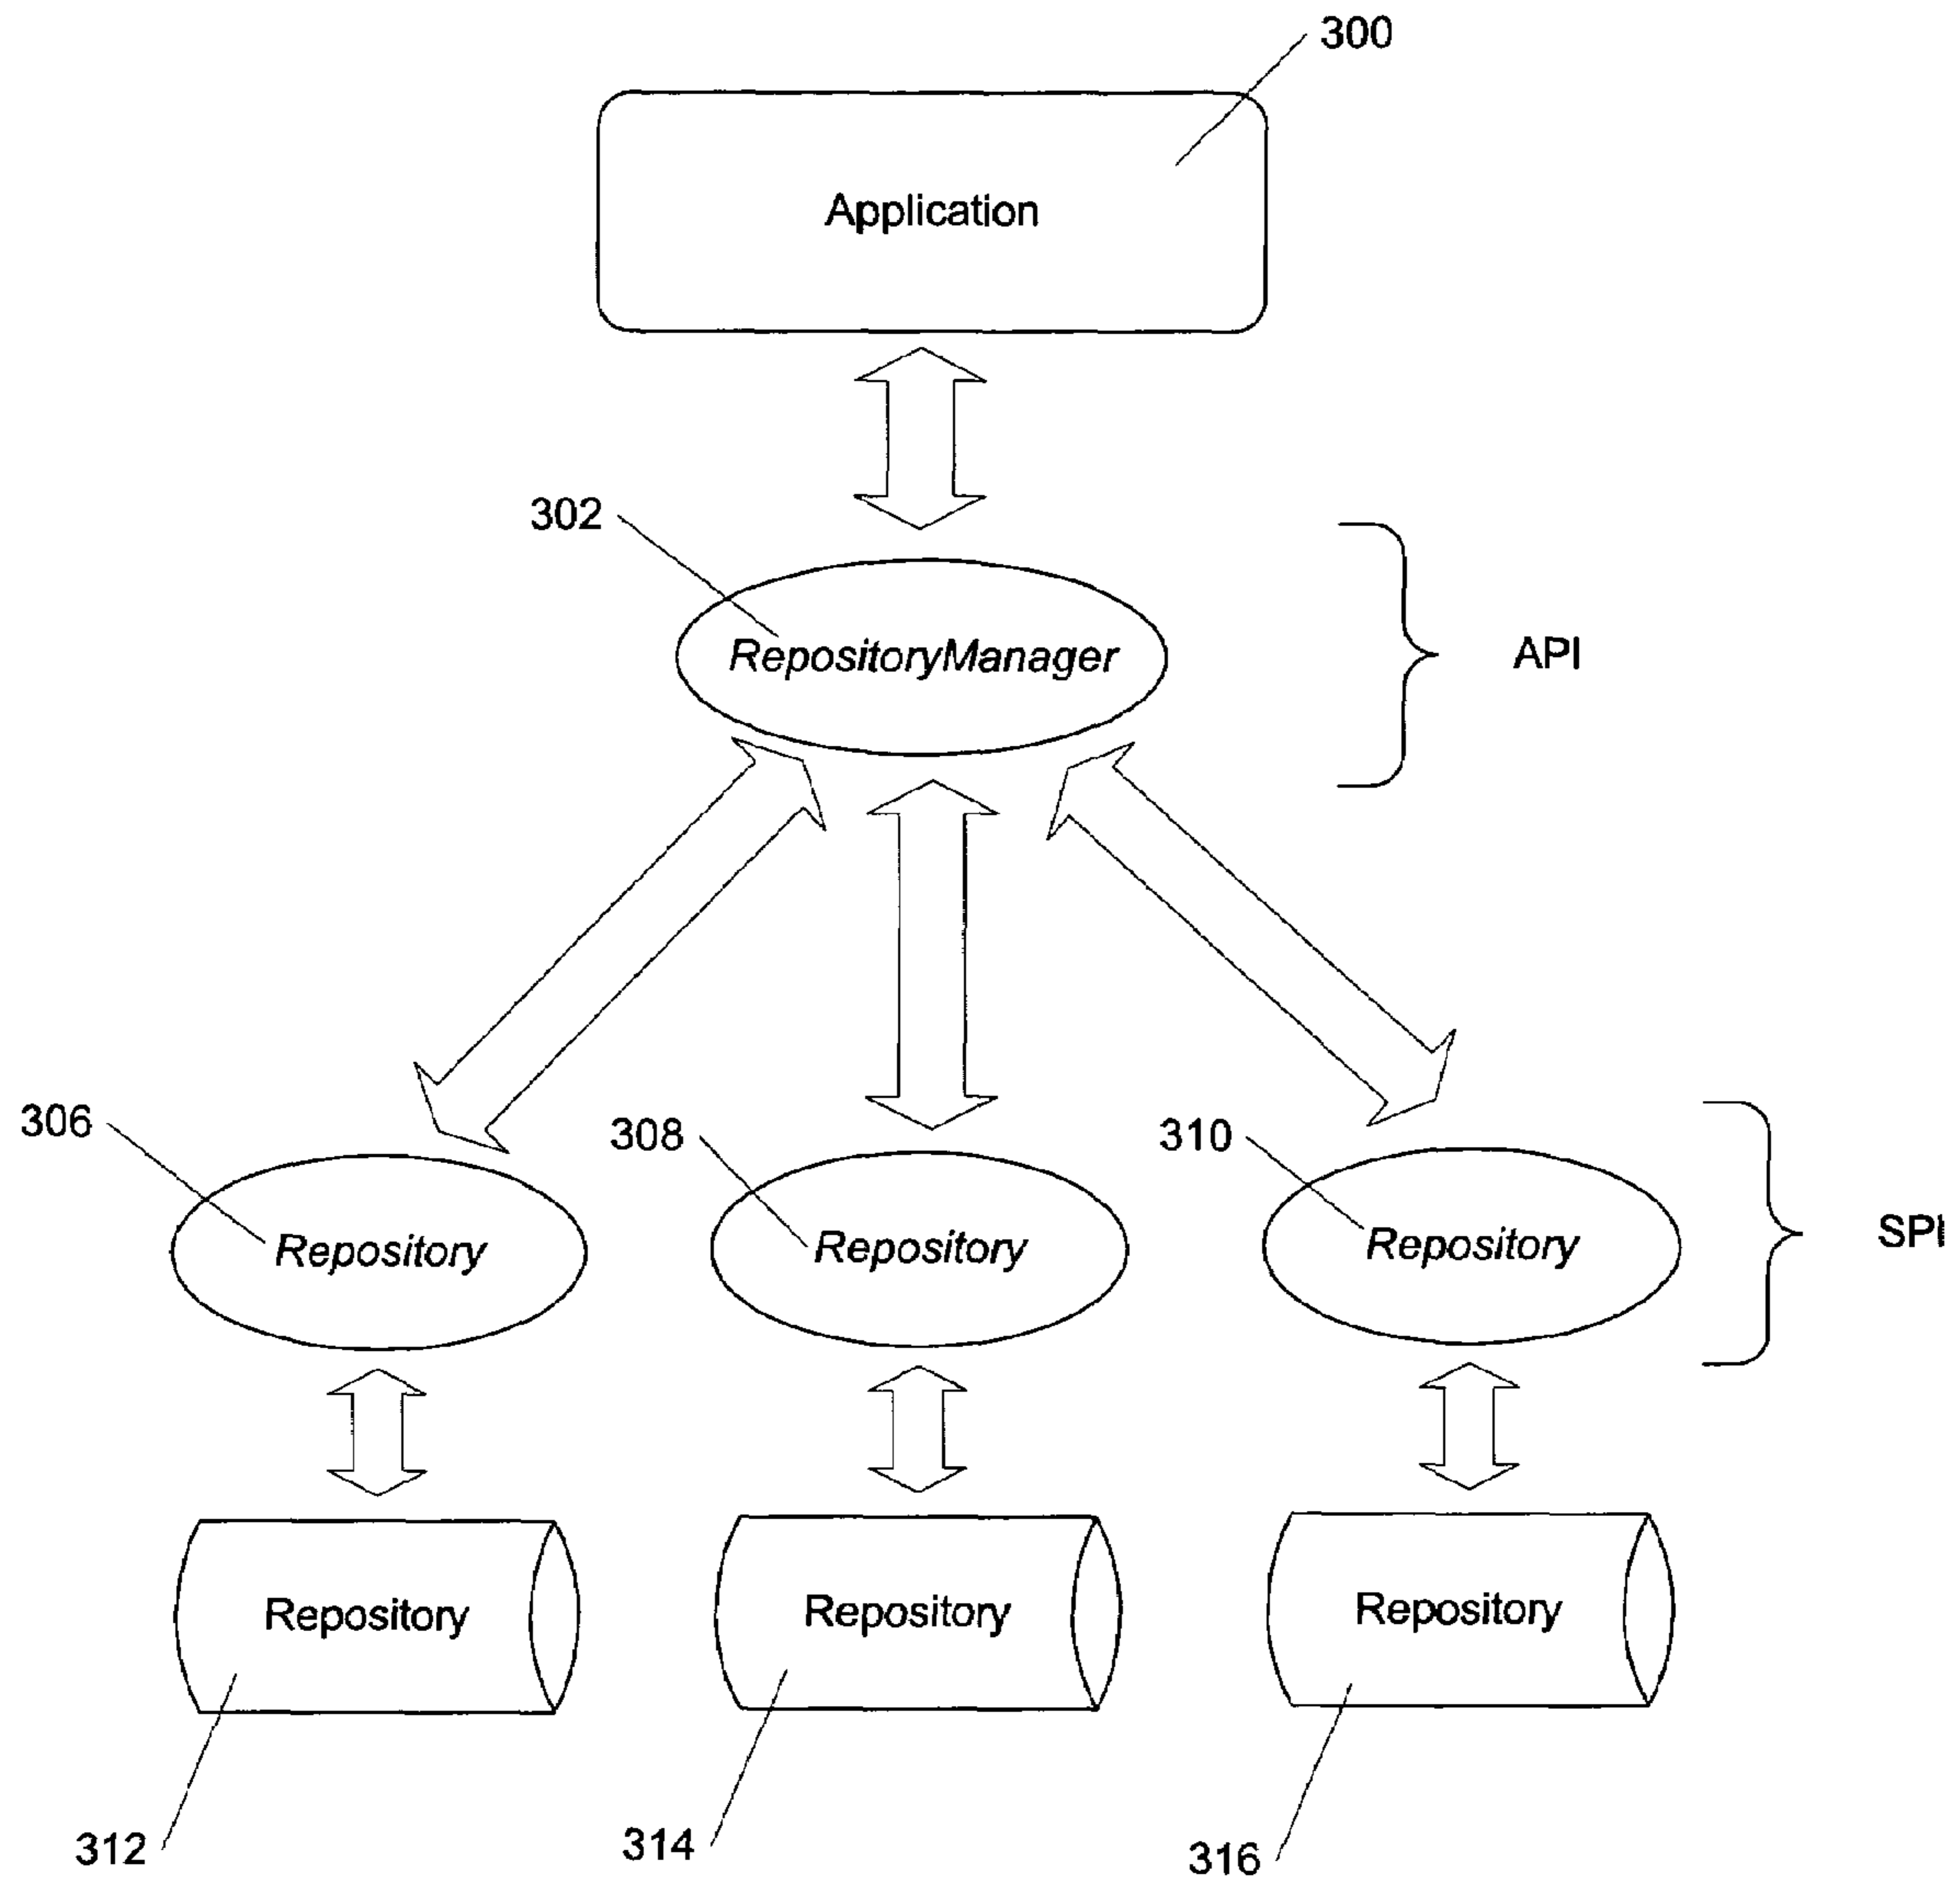 300
Application
302
RepositoryManager
API
306
308
310
Repository
Repository
Repository
SPI
Repository
Repository
Repository
312
314
316